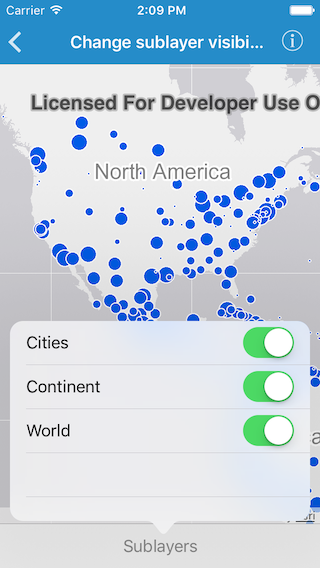 Carrier 2:09 PM
Change sublayer visibi...
Licensed For Developer Use O
North America
Cities
Continent
World
a
Sublayers